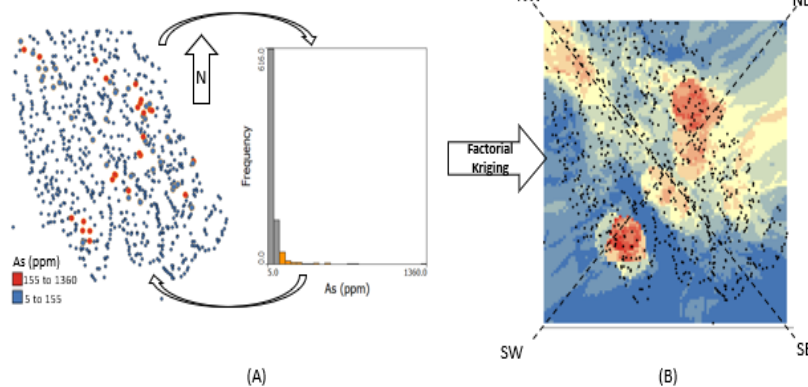 N
As (ppm)
155 to 1360
5 to 155
616.0
Frequency
0.0
5.0
1360.0
As (ppm)
(A)
Factorial
Kriging
SW
(B)